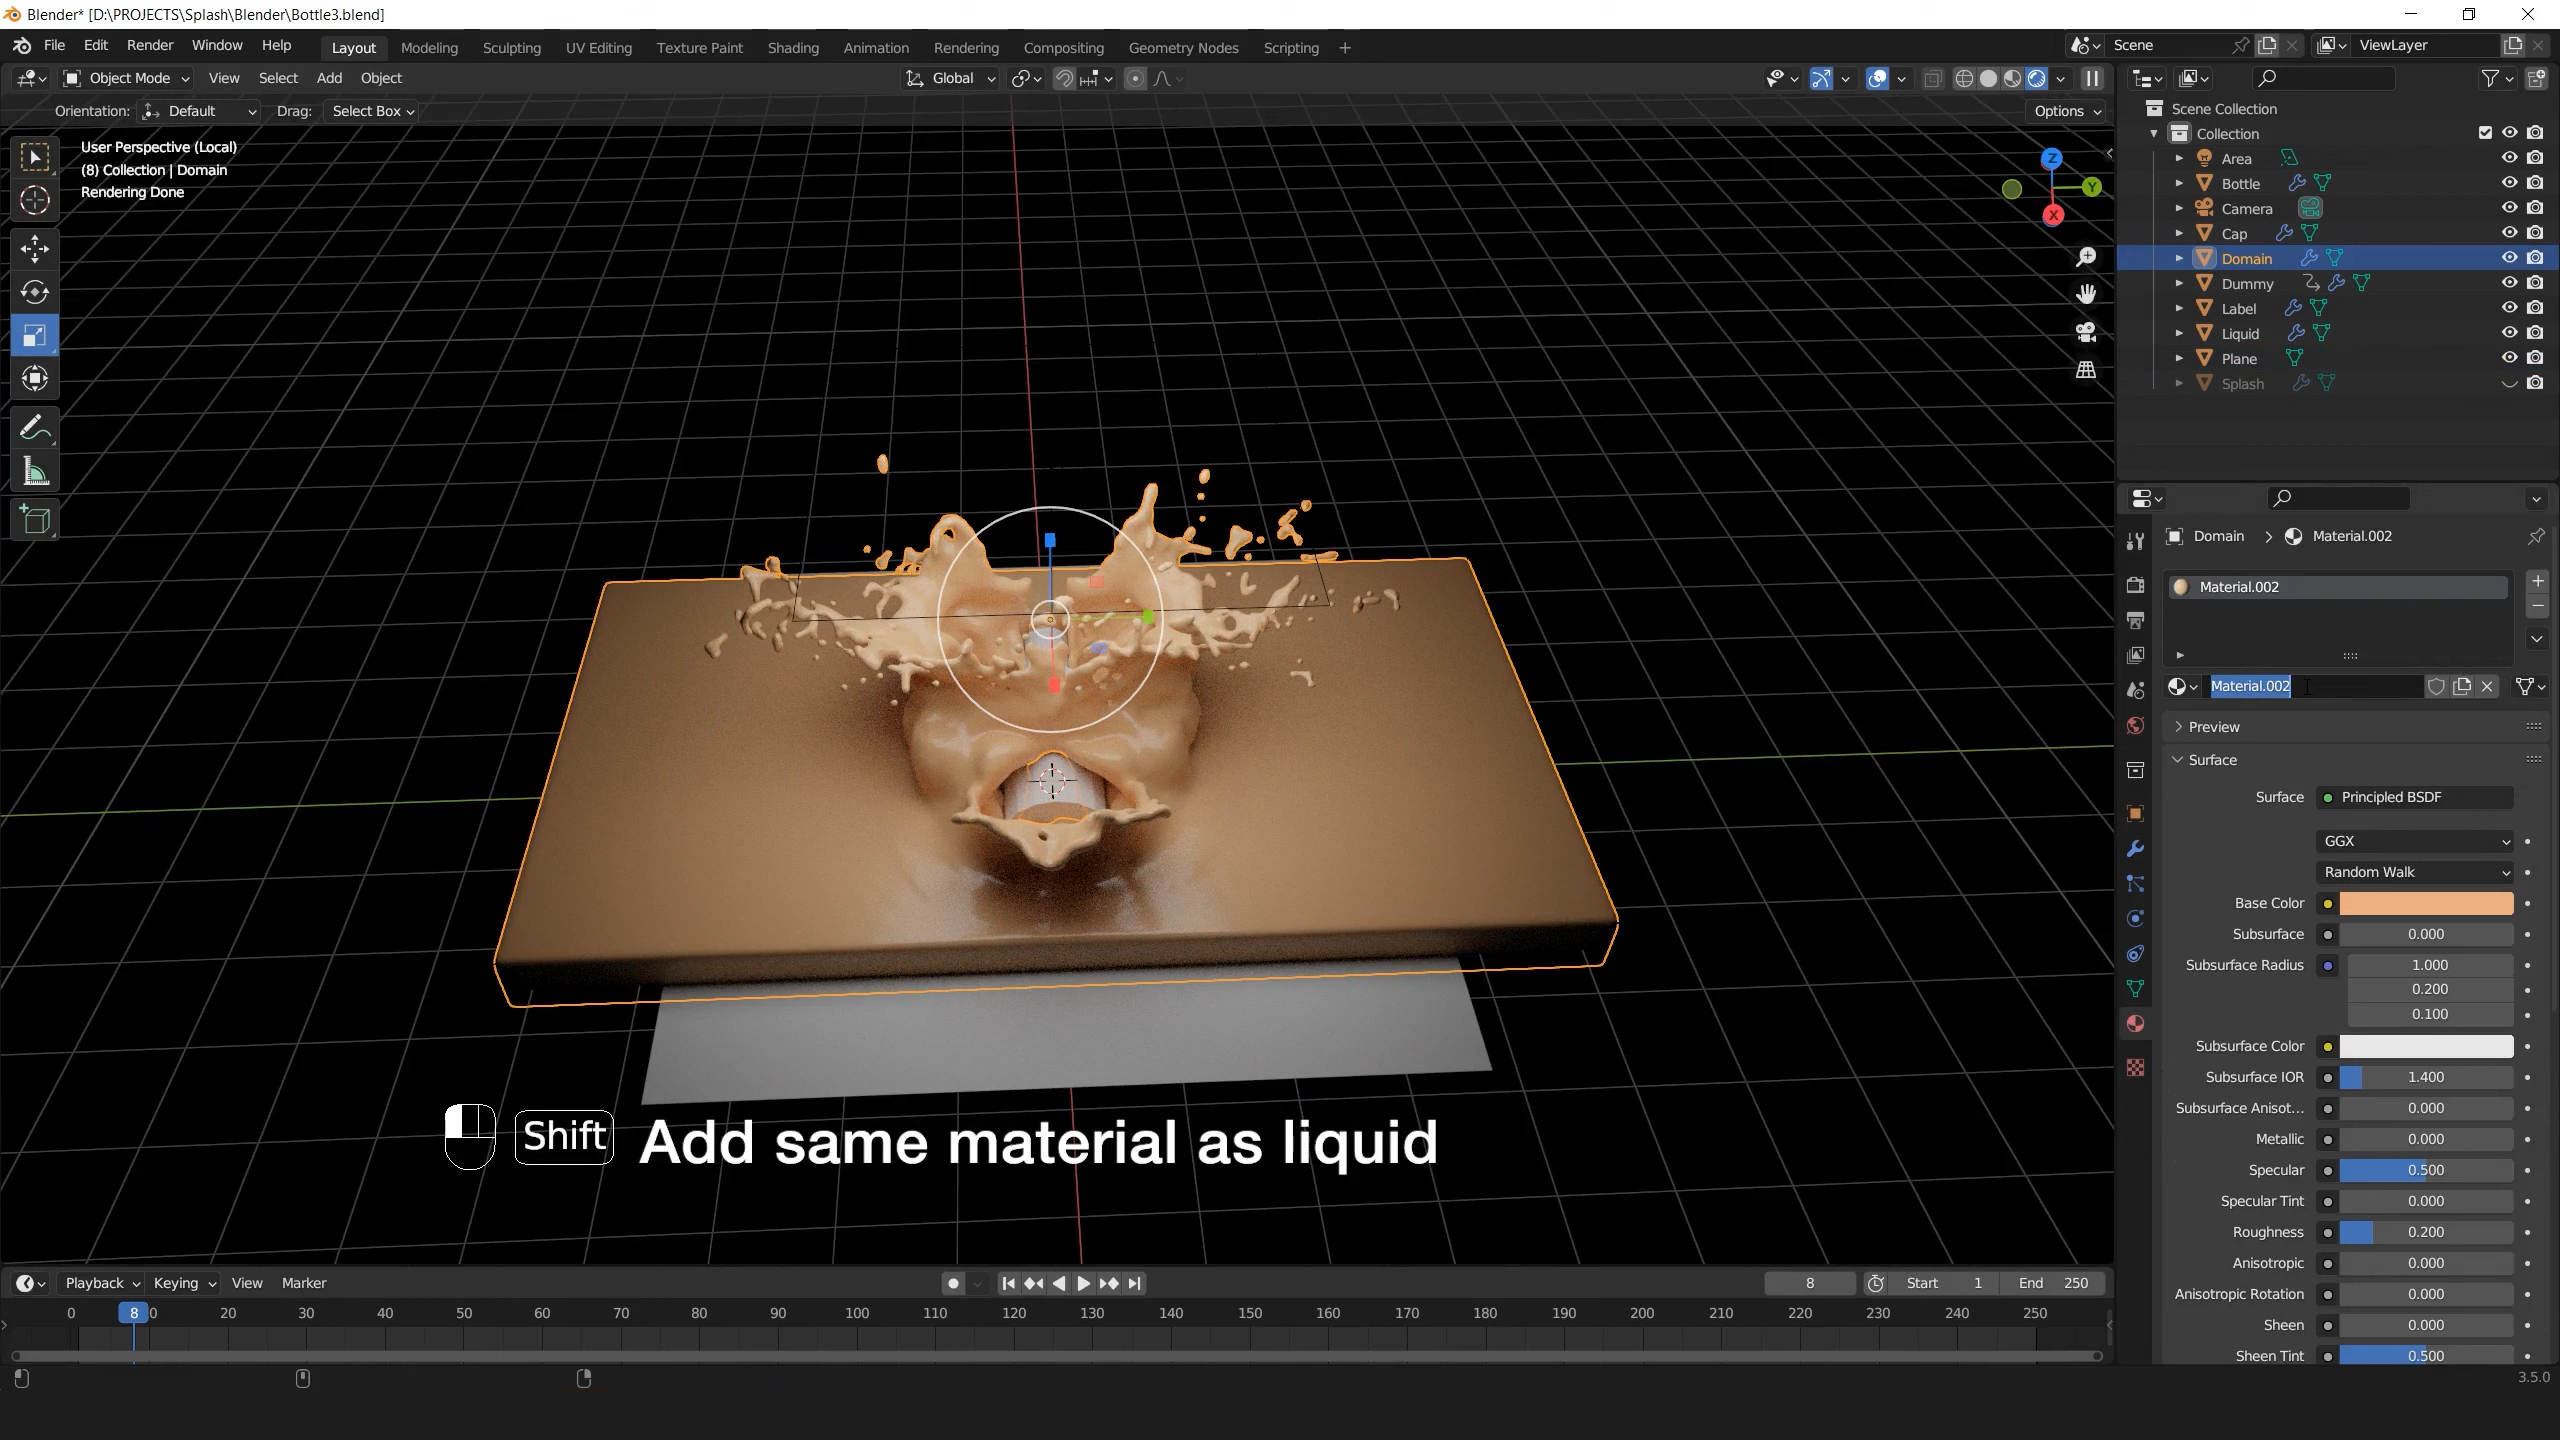 Blender* [D:\PROJECTS\Splash\Blender\Bottle3.blend]
File Edit Render Window Help Layout Modeling Sculpting UV Editing Texture Paint Shading Animation Rendering Compositing Geometry Nodes Scripting + Scene ViewLayer
Object Mode View Select Add Object Global
Orientation: Default Drag: Select Box Options
User Perspective (Local)
(8) Collection | Domain
Rendering Done
Z
Y
X
Scene Collection
Collection
Area
Bottle
Camera
Cap
Domain
Dummy
Label
Liquid
Plane
Splash
Domain > Material.002
Material.002
Material.002
Preview
Surface
Surface Principled BSDF
GGX
Random Walk
Base Color
Subsurface 0.000
Subsurface Radius 1.000
0.200
0.100
Subsurface Color
Subsurface IOR 1.400
Subsurface Anisot... 0.000
Metallic 0.000
Specular 0.500
Specular Tint 0.000
Roughness 0.200
Anisotropic 0.000
Anisotropic Rotation 0.000
Sheen 0.000
Sheen Tint 0.500
Shift Add same material as liquid
Playback Keying View Marker 8 Start 1 End 250
0 8 0 20 30 40 50 60 70 80 90 100 110 120 130 140 150 160 170 180 190 200 210 220 230 240 250
3.5.0